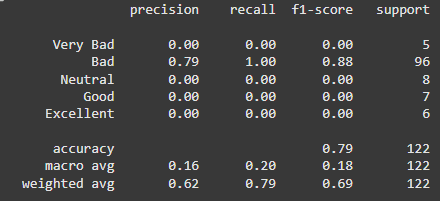 precision recall f1-score support
Very Bad 0.00 0.00 0.00 5
Bad 0.79 1.00 0.88 96
Neutral 0.00 0.00 0.00 8
Good 0.00 0.00 0.00 7
Excellent 0.00 0.00 0.00 6
accuracy 0.79 122
macro avg 0.16 0.20 0.18 122
weighted avg 0.62 0.79 0.69 122